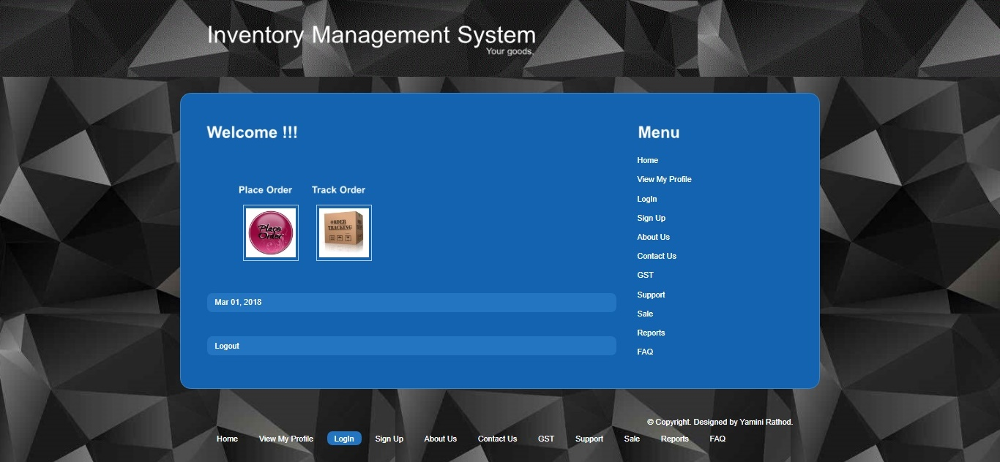 Inventory Management System
Your goods.
Welcome !!!
Place Order
Track Order
Place
Order
ORDER
TRACKING
Mar 01, 2018
Logout
Menu
Home
View My Profile
LogIn
Sign Up
About Us
Contact Us
GST
Support
Sale
Reports
FAQ
© Copyright. Designed by Yamini Rathod.
Home View My Profile LogIn Sign Up About Us Contact Us GST Support Sale Reports FAQ